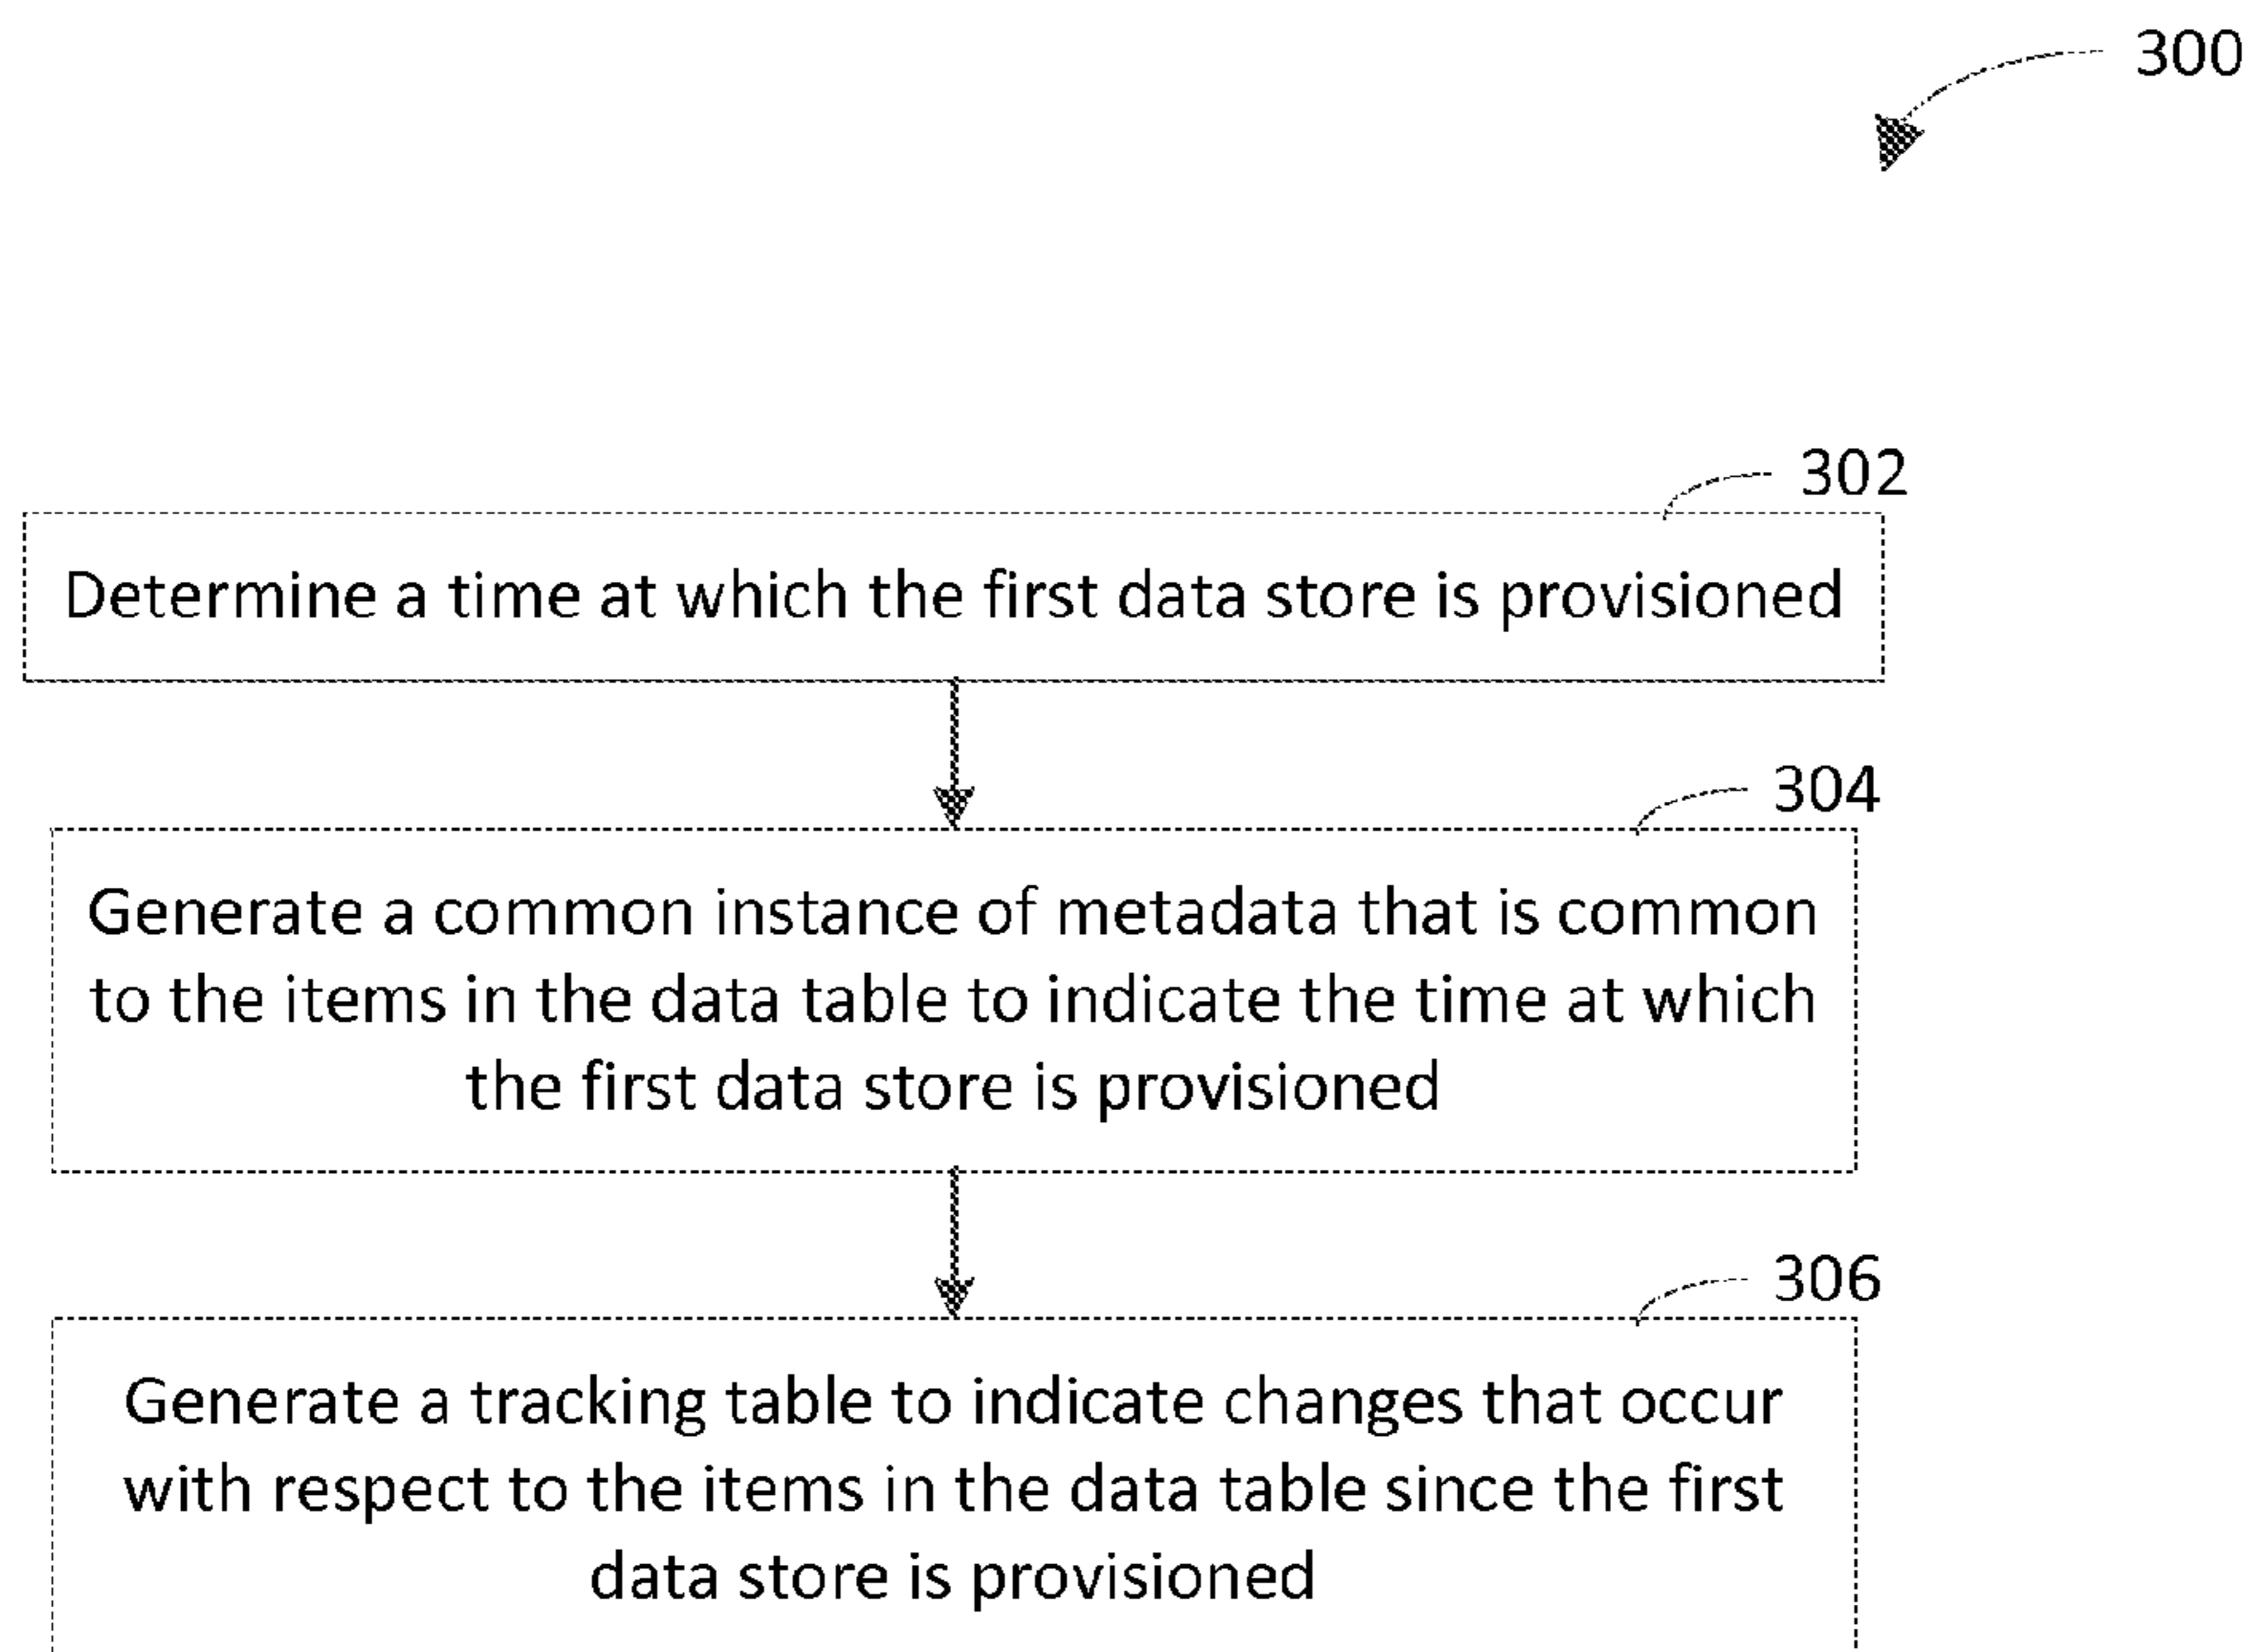 300
302
Determine a time at which the first data store is provisioned
304
Generate a common instance of metadata that is common
to the items in the data table to indicate the time at which
the first data store is provisioned
306
Generate a tracking table to indicate changes that occur
with respect to the items in the data table since the first
data store is provisioned